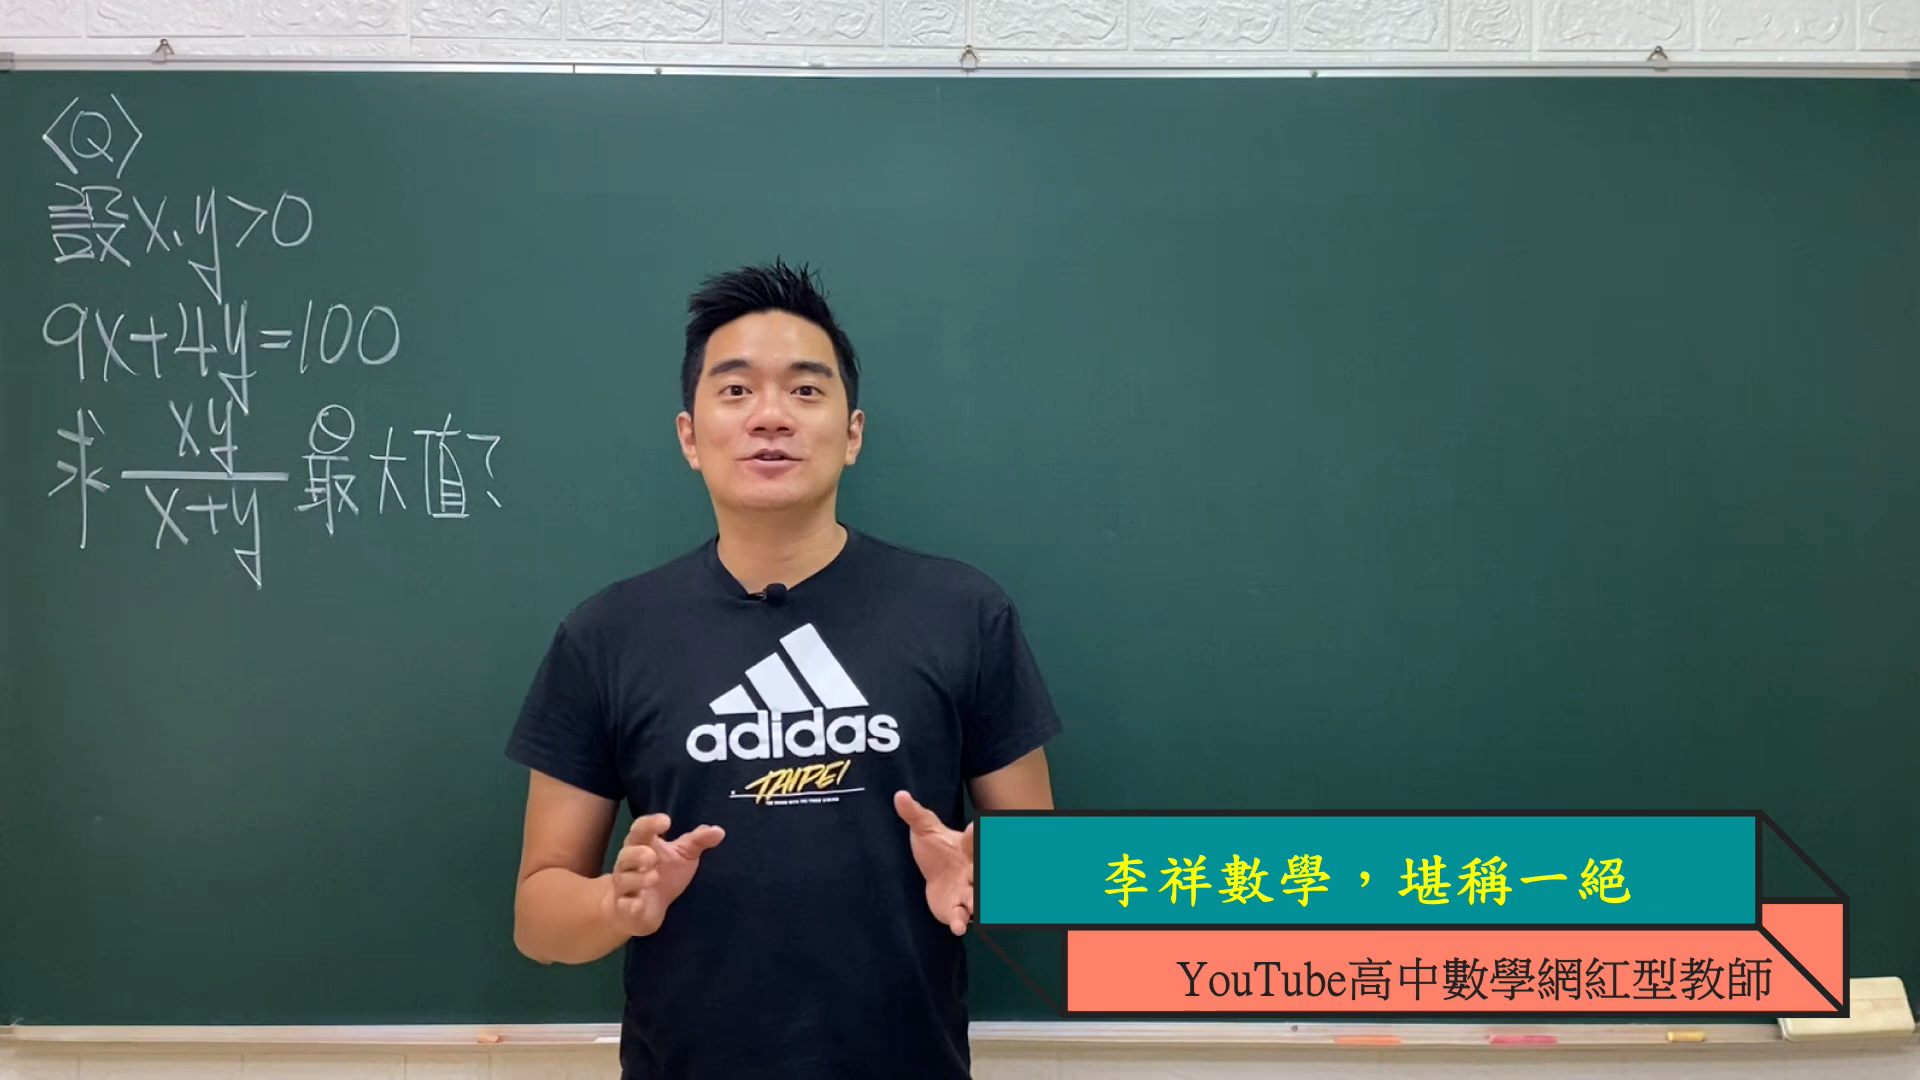 〈Q〉
設x、y>0
9x+4y=100
求 xy/x+y 最大值?
adidas
TAIPEI
李祥數學，堪稱一絕
YouTube高中數學網紅型教師